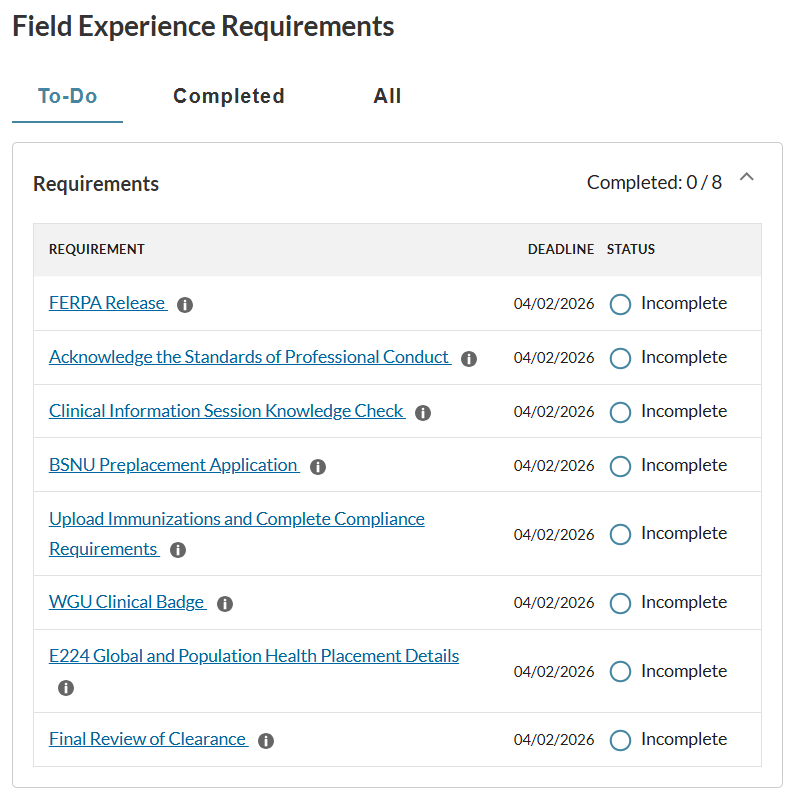 Field Experience Requirements
To-Do Completed All
Requirements Completed: 0 / 8
REQUIREMENT DEADLINE STATUS
FERPA Release 04/02/2026 Incomplete
Acknowledge the Standards of Professional Conduct 04/02/2026 Incomplete
Clinical Information Session Knowledge Check 04/02/2026 Incomplete
BSNU Preplacement Application 04/02/2026 Incomplete
Upload Immunizations and Complete Compliance
Requirements 04/02/2026 Incomplete
WGU Clinical Badge 04/02/2026 Incomplete
E224 Global and Population Health Placement Details 04/02/2026 Incomplete
Final Review of Clearance 04/02/2026 Incomplete